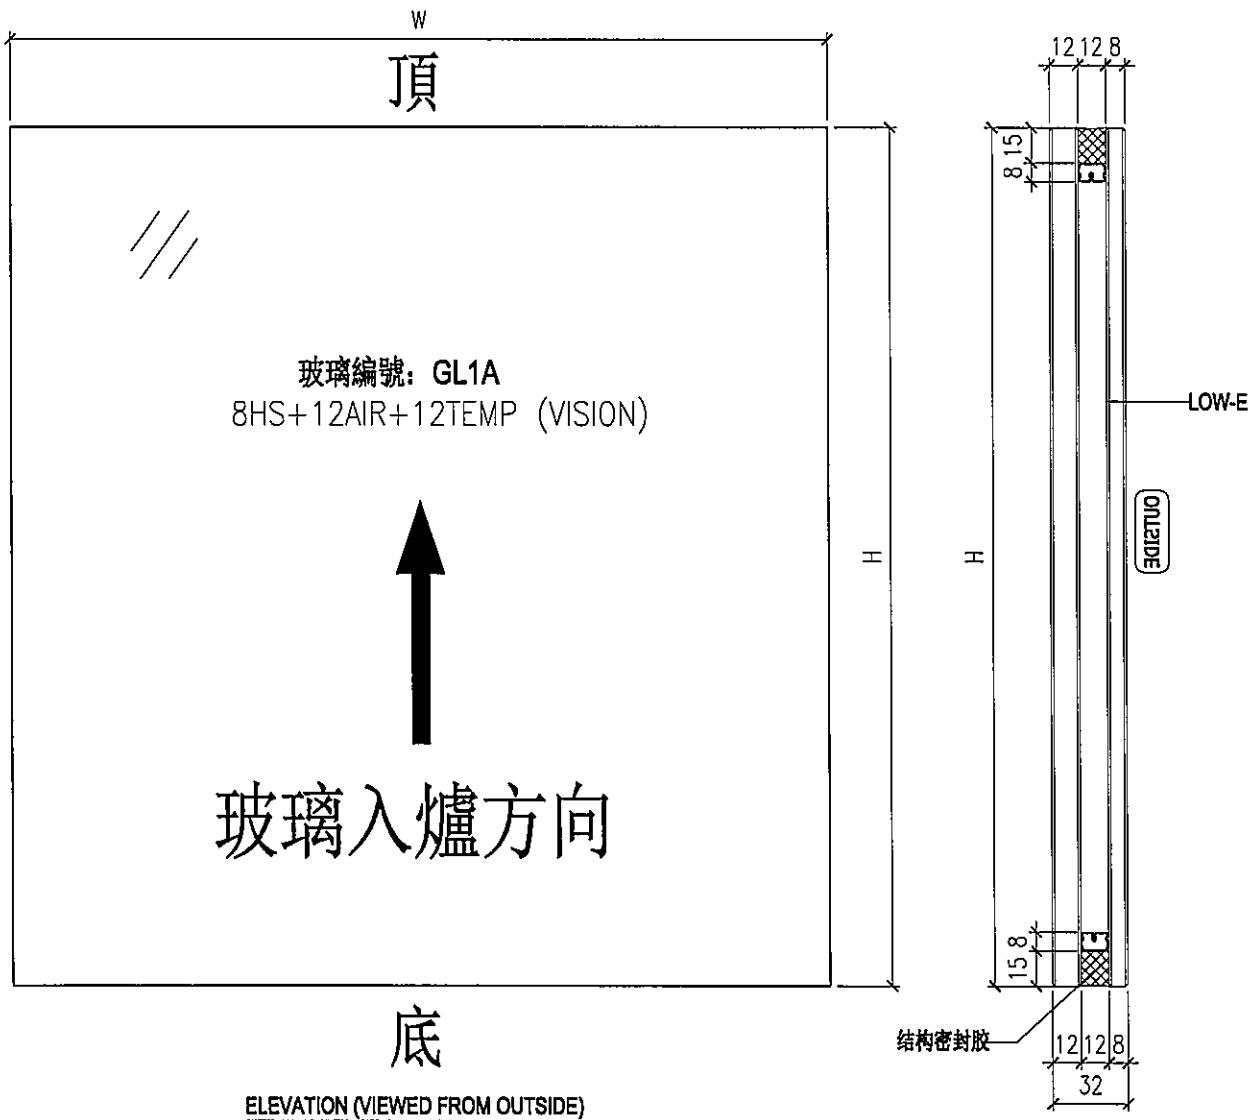 W
頂
玻璃編號：GL1A
8HS+12AIR+12TEMP (VISION)
玻璃入爐方向
H
底
ELEVATION (VIEWED FROM OUTSIDE)
12 12 8
15
8
H
LOW-E
OUTSIDE
8
15
结构密封胶
12 12 8
32